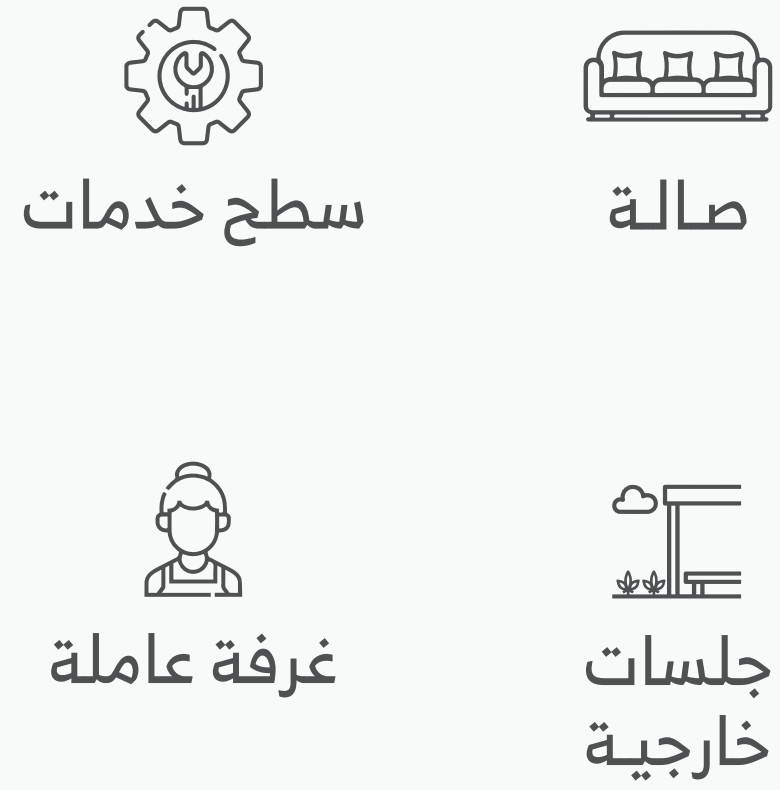 صالة
سطح خدمات
جلسات
خارجية
غرفة عاملة